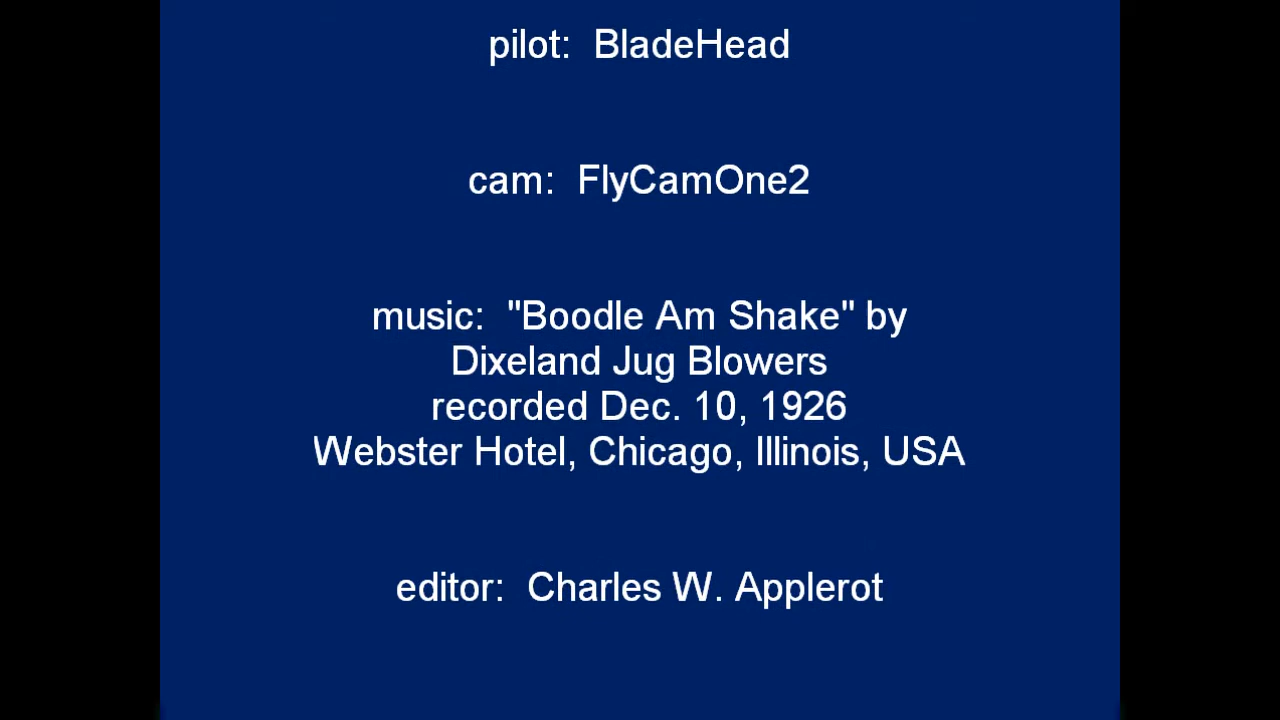 pilot:  BladeHead
cam:  FlyCamOne2
music:  "Boodle Am Shake" by
Dixeland Jug Blowers
recorded Dec. 10, 1926
Webster Hotel, Chicago, Illinois, USA
editor:  Charles W. Applerot